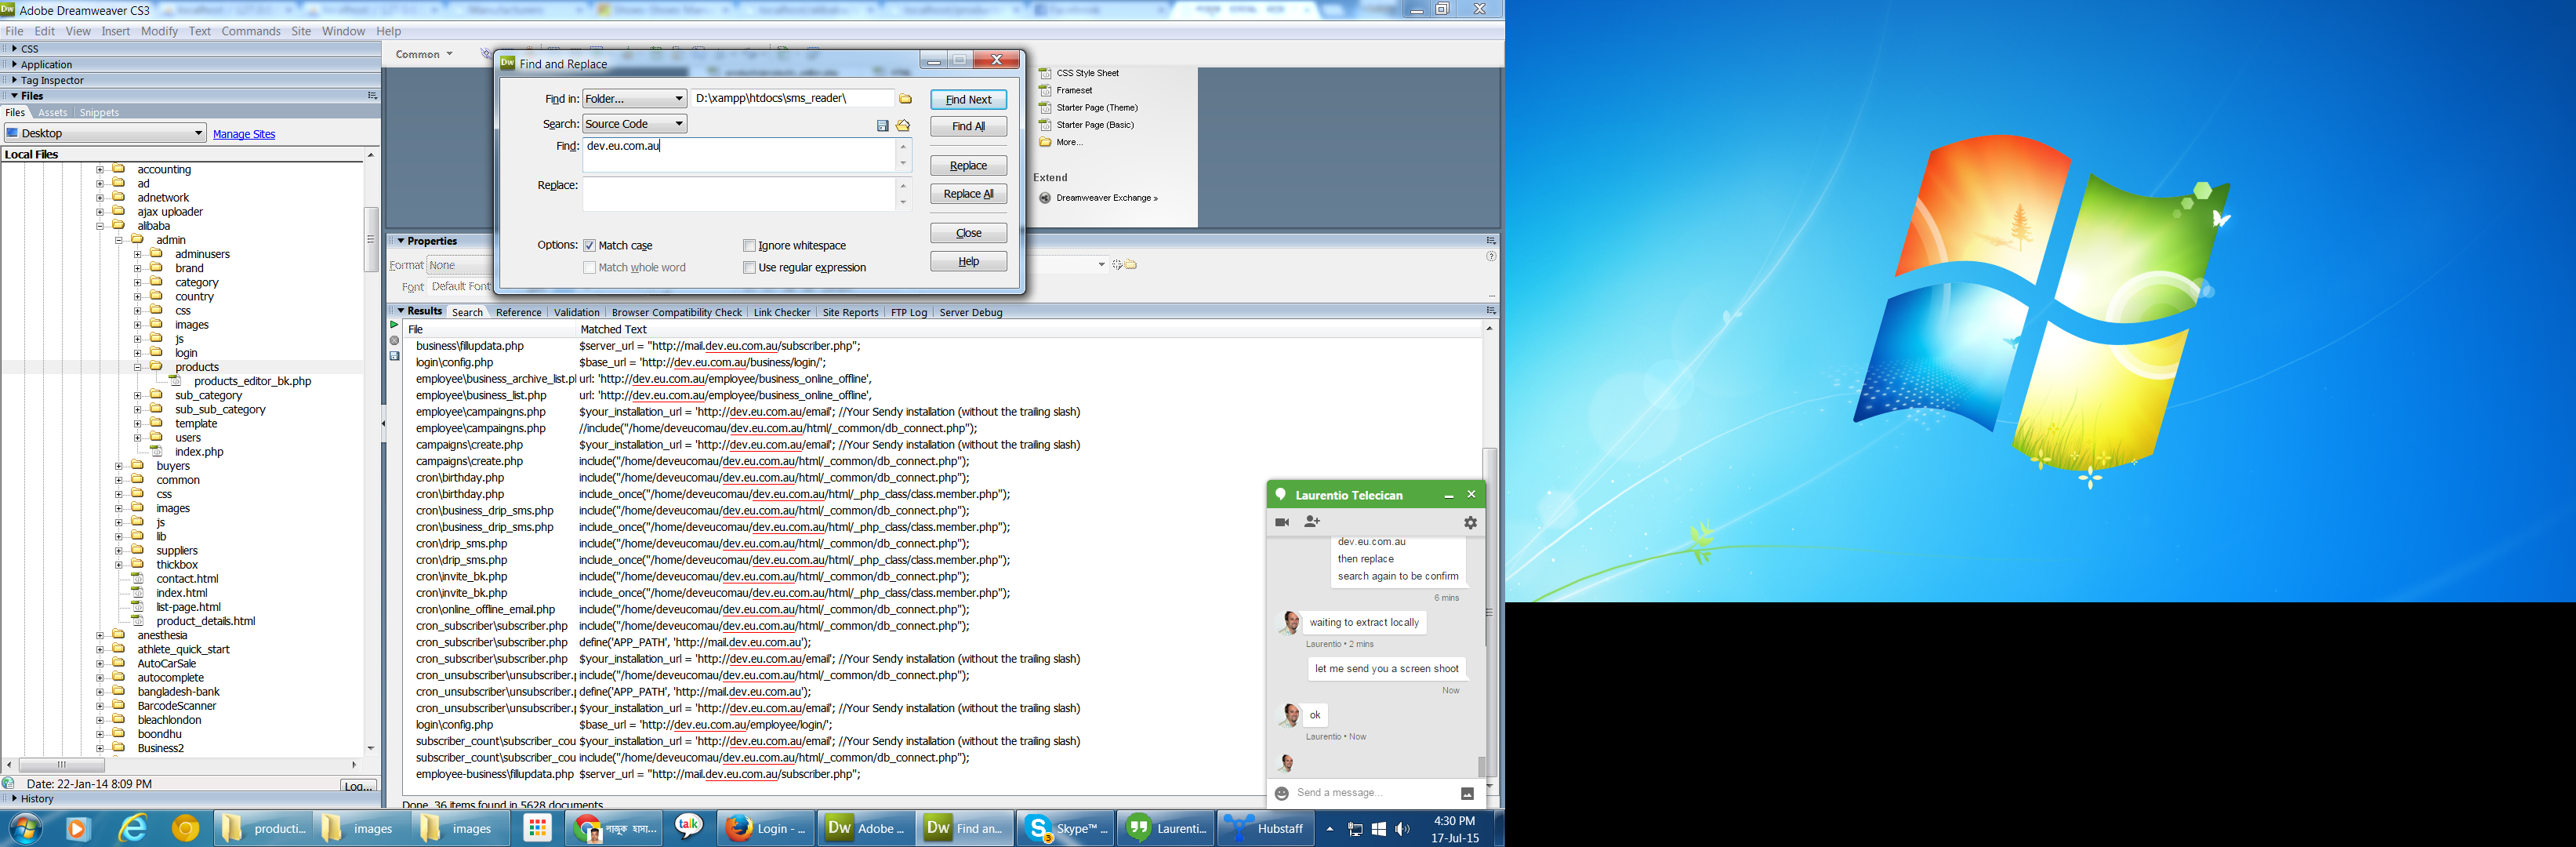 Adobe Dreamweaver CS3
File Edit View Insert Modify Text Commands Site Window Help
CSS
Application
Tag Inspector
Files
Files Assets Snippets
Desktop Manage Sites
Local Files
accounting
ad
adnetwork
ajax uploader
alibaba
admin
adminusers
brand
category
country
css
images
js
login
products
products_editor_bk.php
sub_category
sub_sub_category
template
users
index.php
buyers
common
css
images
js
lib
suppliers
thickbox
contact.html
index.html
list-page.html
product_details.html
anesthesia
athlete_quick_start
AutoCarSale
autocomplete
bangladesh-bank
BarcodeScanner
bleachlondon
boondhu
Business2
Date: 22-Jan-14 8:09 PM Log...
History
Common
Find and Replace
Find in: Folder... D:\xampp\htdocs\sms_reader\ Find Next
Search: Source Code Find All
Find: dev.eu.com.au
Replace
Replace:
Replace All
Close
Options: Match case Ignore whitespace
Match whole word Use regular expression
Help
CSS Style Sheet
Frameset
Starter Page (Theme)
Starter Page (Basic)
More...
Extend
Dreamweaver Exchange »
Properties
Format None
Font Default Font
Results Search Reference Validation Browser Compatibility Check Link Checker Site Reports FTP Log Server Debug
File Matched Text
business\fillupdata.php $server_url = "http://mail.dev.eu.com.au/subscriber.php";
login\config.php $base_url = 'http://dev.eu.com.au/business/login/';
employee\business_archive_list.pl url: 'http://dev.eu.com.au/employee/business_online_offline',
employee\business_list.php url: 'http://dev.eu.com.au/employee/business_online_offline',
employee\campaingns.php $your_installation_url = 'http://dev.eu.com.au/email'; //Your Sendy installation (without the trailing slash)
employee\campaingns.php //include("/home/deveucomau/dev.eu.com.au/html/_common/db_connect.php");
campaigns\create.php $your_installation_url = 'http://dev.eu.com.au/email'; //Your Sendy installation (without the trailing slash)
campaigns\create.php include("/home/deveucomau/dev.eu.com.au/html/_common/db_connect.php");
cron\birthday.php include("/home/deveucomau/dev.eu.com.au/html/_common/db_connect.php");
cron\birthday.php include_once("/home/deveucomau/dev.eu.com.au/html/_php_class/class.member.php");
cron\business_drip_sms.php include("/home/deveucomau/dev.eu.com.au/html/_common/db_connect.php");
cron\business_drip_sms.php include_once("/home/deveucomau/dev.eu.com.au/html/_php_class/class.member.php");
cron\drip_sms.php include("/home/deveucomau/dev.eu.com.au/html/_common/db_connect.php");
cron\drip_sms.php include_once("/home/deveucomau/dev.eu.com.au/html/_php_class/class.member.php");
cron\invite_bk.php include("/home/deveucomau/dev.eu.com.au/html/_common/db_connect.php");
cron\invite_bk.php include_once("/home/deveucomau/dev.eu.com.au/html/_php_class/class.member.php");
cron\online_offline_email.php include("/home/deveucomau/dev.eu.com.au/html/_common/db_connect.php");
cron_subscriber\subscriber.php include("/home/deveucomau/dev.eu.com.au/html/_common/db_connect.php");
cron_subscriber\subscriber.php define('APP_PATH', 'http://mail.dev.eu.com.au');
cron_subscriber\subscriber.php $your_installation_url = 'http://dev.eu.com.au/email'; //Your Sendy installation (without the trailing slash)
cron_unsubscriber\unsubscriber.p include("/home/deveucomau/dev.eu.com.au/html/_common/db_connect.php");
cron_unsubscriber\unsubscriber.p define('APP_PATH', 'http://mail.dev.eu.com.au');
cron_unsubscriber\unsubscriber.p $your_installation_url = 'http://dev.eu.com.au/email'; //Your Sendy installation (without the trailing slash)
login\config.php $base_url = 'http://dev.eu.com.au/employee/login/';
subscriber_count\subscriber_cou $your_installation_url = 'http://dev.eu.com.au/email'; //Your Sendy installation (without the trailing slash)
subscriber_count\subscriber_cou include("/home/deveucomau/dev.eu.com.au/html/_common/db_connect.php");
employee-business\fillupdata.php $server_url = "http://mail.dev.eu.com.au/subscriber.php";
Done. 36 items found in 5628 documents
Laurentio Telecican
dev.eu.com.au
then replace
search again to be confirm
6 mins
waiting to extract locally
Laurentio • 2 mins
let me send you a screen shoot
Now
ok
Laurentio • Now
Send a message...
producti... images images talk Login - ... Adobe ... Find an... Skype™ ... Laurenti... Hubstaff
4:30 PM
17-Jul-15